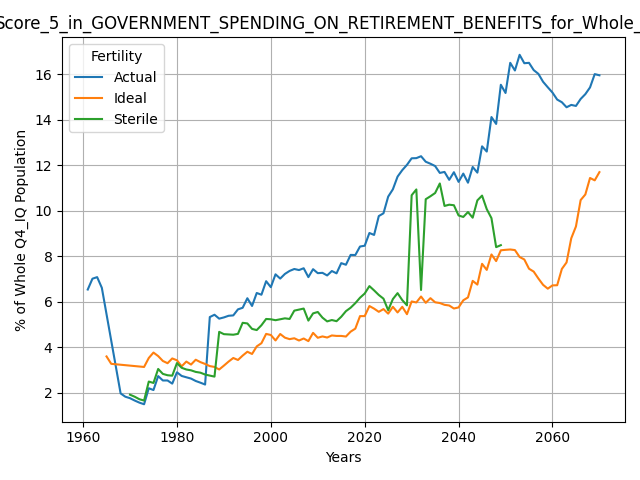 Score_5_in_GOVERNMENT_SPENDING_ON_RETIREMENT_BENEFITS_for_Whole_
Fertility
Actual
Ideal
Sterile
% of Whole Q4_IQ Population
16
14
12
10
8
6
4
2
1960
1980
2000
2020
2040
2060
Years